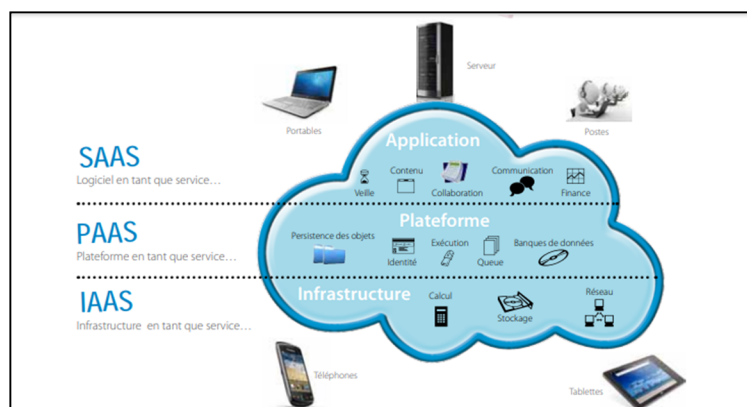 Serveur
Portables
Postes
Application
SAAS
Logiciel en tant que service…
Veille
Contenu
Collaboration
Communication
Finance
PAAS
Plateforme en tant que service…
Plateforme
Persistence des objets
Identité
Exécution
Queue
Banques de données
IAAS
Infrastructure en tant que service…
Infrastructure
Calcul
Stockage
Réseau
Téléphones
Tablettes